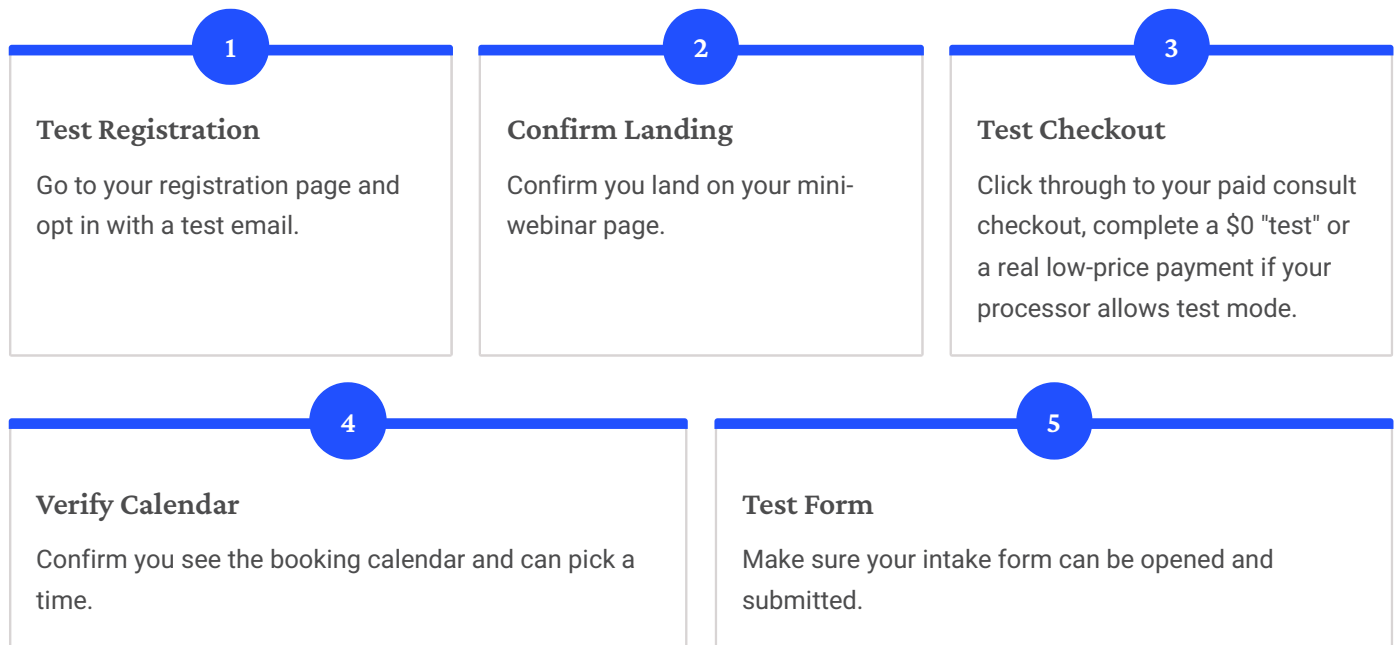 1
Test Registration
Go to your registration page and
opt in with a test email.
2
Confirm Landing
Confirm you land on your mini-
webinar page.
3
Test Checkout
Click through to your paid consult
checkout, complete a $0 "test" or
a real low-price payment if your
processor allows test mode.
4
Verify Calendar
Confirm you see the booking calendar and can pick a
time.
5
Test Form
Make sure your intake form can be opened and
submitted.